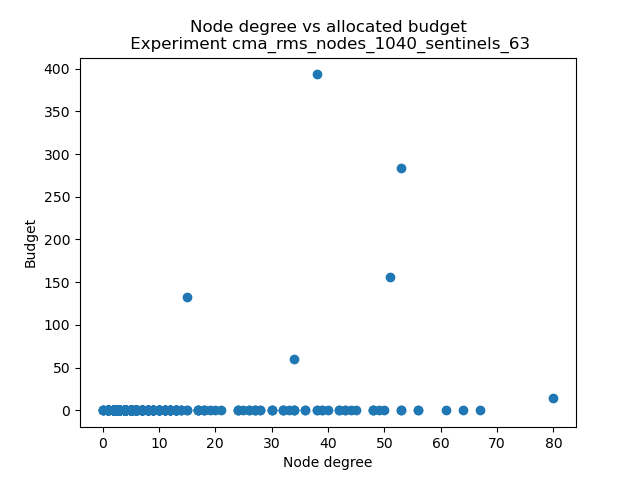 Node degree vs allocated budget
Experiment cma_rms_nodes_1040_sentinels_63
400
350
300
250
200
150
100
50
0
Budget
0 10 20 30 40 50 60 70 80
Node degree